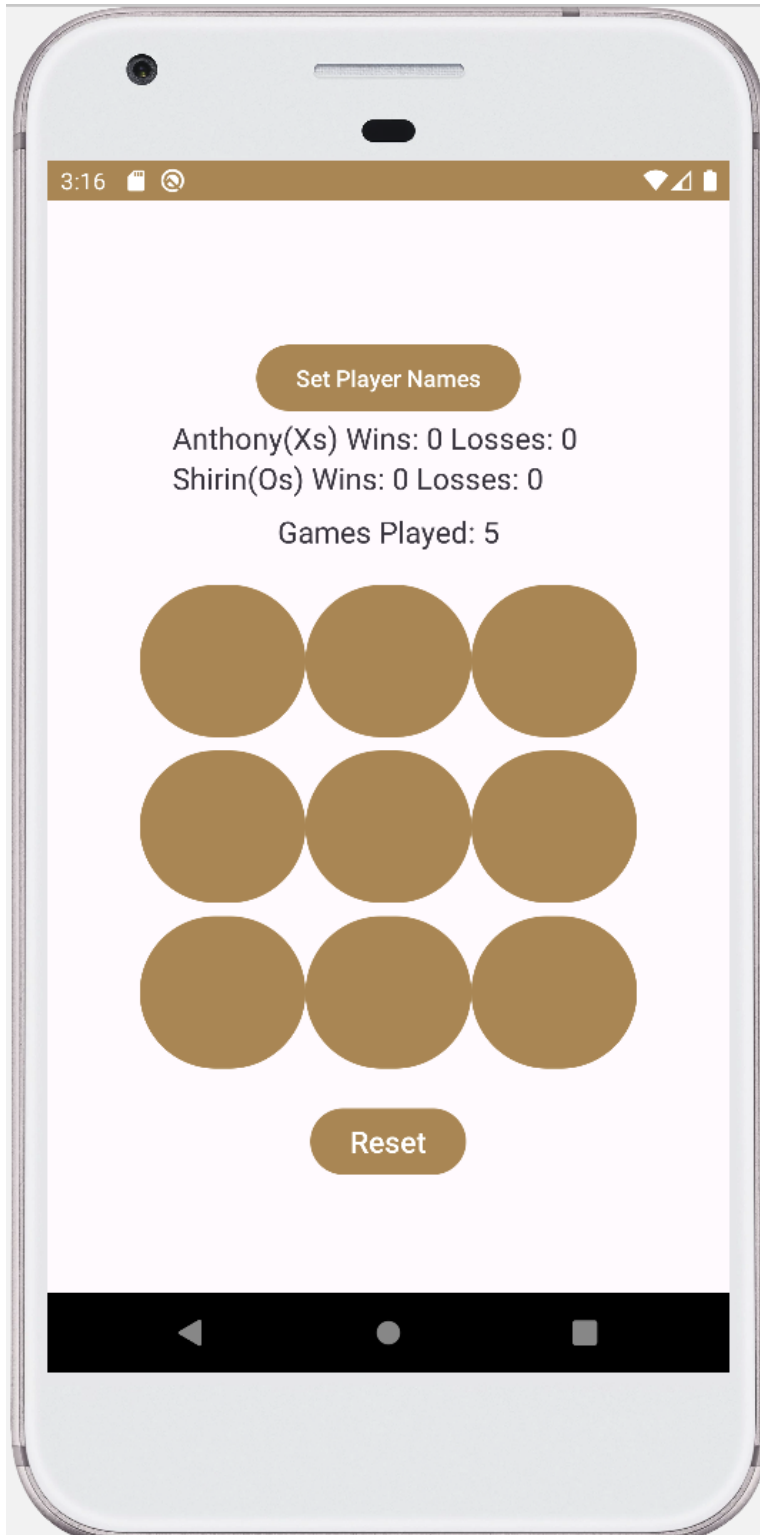 3:16
Set Player Names
Anthony(Xs) Wins: 0 Losses: 0
Shirin(Os) Wins: 0 Losses: 0
Games Played: 5
Reset